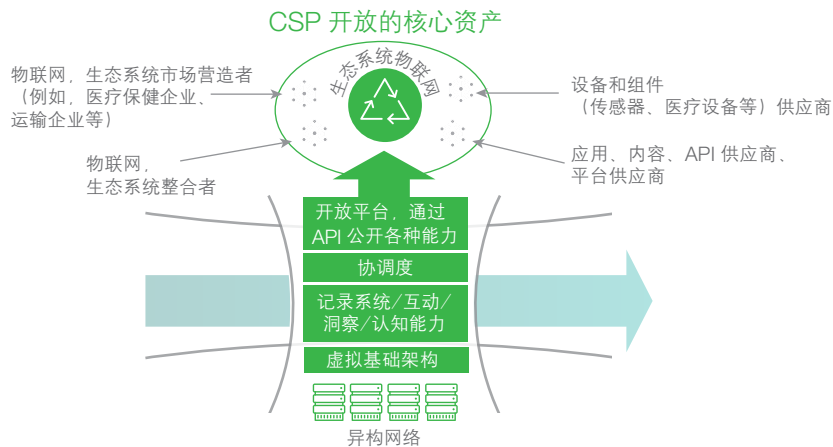 CSP 开放的核心资产
生态系统物联网
物联网，生态系统市场营造者
（例如，医疗保健企业、
运输企业等）
设备和组件
（传感器、医疗设备等）供应商
物联网，
生态系统整合者
应用、内容、API 供应商、
平台供应商
开放平台，通过
API 公开各种能力
协调度
记录系统/互动/
洞察/认知能力
虚拟基础架构
异构网络